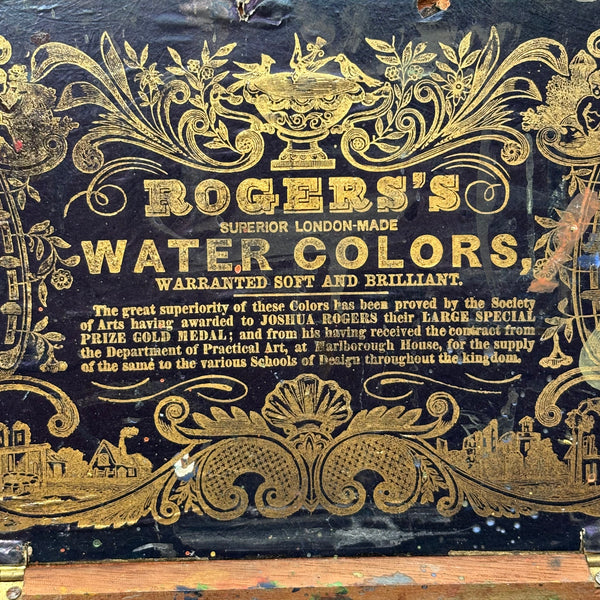 ROGERS'S
SUPERIOR LONDON-MADE
WATER COLORS,
WARRANTED SOFT AND BRILLIANT.
The great superiority of these Colors has been proved by the Society
of Arts having awarded to JOSHUA ROGERS their LARGE SPECIAL
PRIZE GOLD MEDAL; and from his having received the contract from
the Department of Practical Art, at Marlborough House, for the supply
of the same to the various Schools of Design throughout the kingdom.